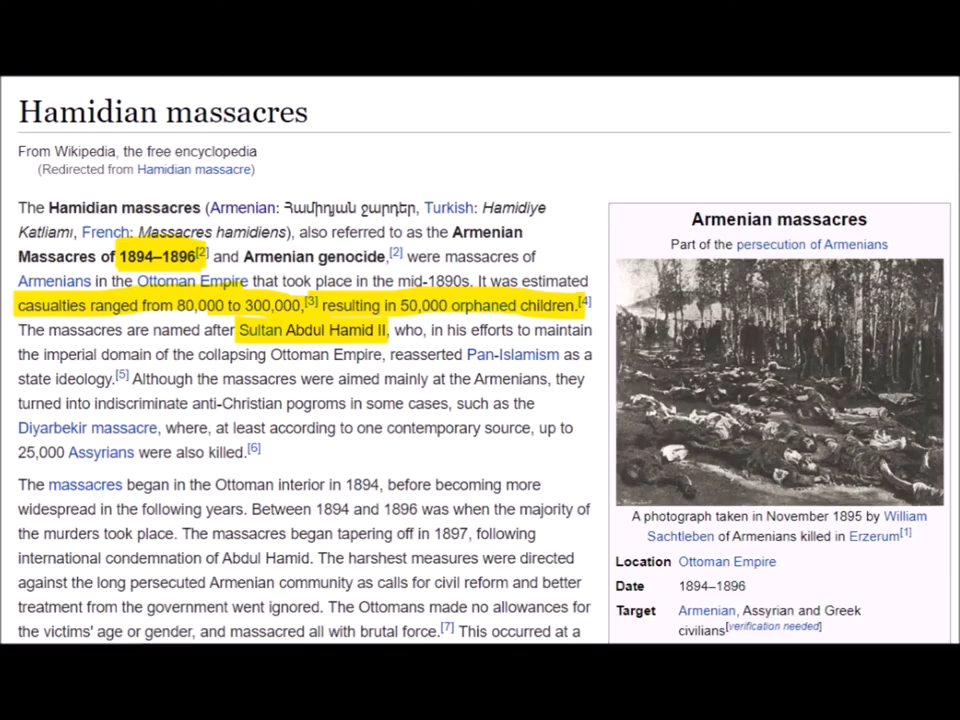 Hamidian massacres
From Wikipedia, the free encyclopedia
(Redirected from Hamidian massacre)
The Hamidian massacres (Armenian: Համիդյան ջարդեր, Turkish: Hamidiye
Katliamı, French: Massacres hamidiens), also referred to as the Armenian
Massacres of 1894–1896[2] and Armenian genocide,[2] were massacres of
Armenians in the Ottoman Empire that took place in the mid-1890s. It was estimated
casualties ranged from 80,000 to 300,000,[3] resulting in 50,000 orphaned children.[4]
The massacres are named after Sultan Abdul Hamid II, who, in his efforts to maintain
the imperial domain of the collapsing Ottoman Empire, reasserted Pan-Islamism as a
state ideology.[5] Although the massacres were aimed mainly at the Armenians, they
turned into indiscriminate anti-Christian pogroms in some cases, such as the
Diyarbekir massacre, where, at least according to one contemporary source, up to
25,000 Assyrians were also killed.[6]
The massacres began in the Ottoman interior in 1894, before becoming more
widespread in the following years. Between 1894 and 1896 was when the majority of
the murders took place. The massacres began tapering off in 1897, following
international condemnation of Abdul Hamid. The harshest measures were directed
against the long persecuted Armenian community as calls for civil reform and better
treatment from the government went ignored. The Ottomans made no allowances for
the victims' age or gender, and massacred all with brutal force.[7] This occurred at a
Armenian massacres
Part of the persecution of Armenians
A photograph taken in November 1895 by William
Sachtleben of Armenians killed in Erzerum[1]
Location Ottoman Empire
Date 1894–1896
Target Armenian, Assyrian and Greek
civilians[verification needed]